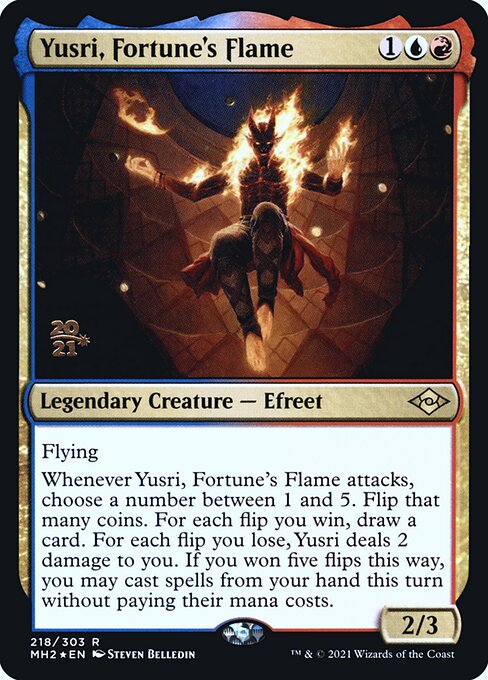 Yusri, Fortune's Flame 1
20
21
Legendary Creature — Efreet
Flying
Whenever Yusri, Fortune's Flame attacks,
choose a number between 1 and 5. Flip that
many coins. For each flip you win, draw a
card. For each flip you lose, Yusri deals 2
damage to you. If you won five flips this way,
you may cast spells from your hand this turn
without paying their mana costs.
2/3
218/303 R
MH2 ★ EN Steven Belledin
™ & © 2021 Wizards of the Coast